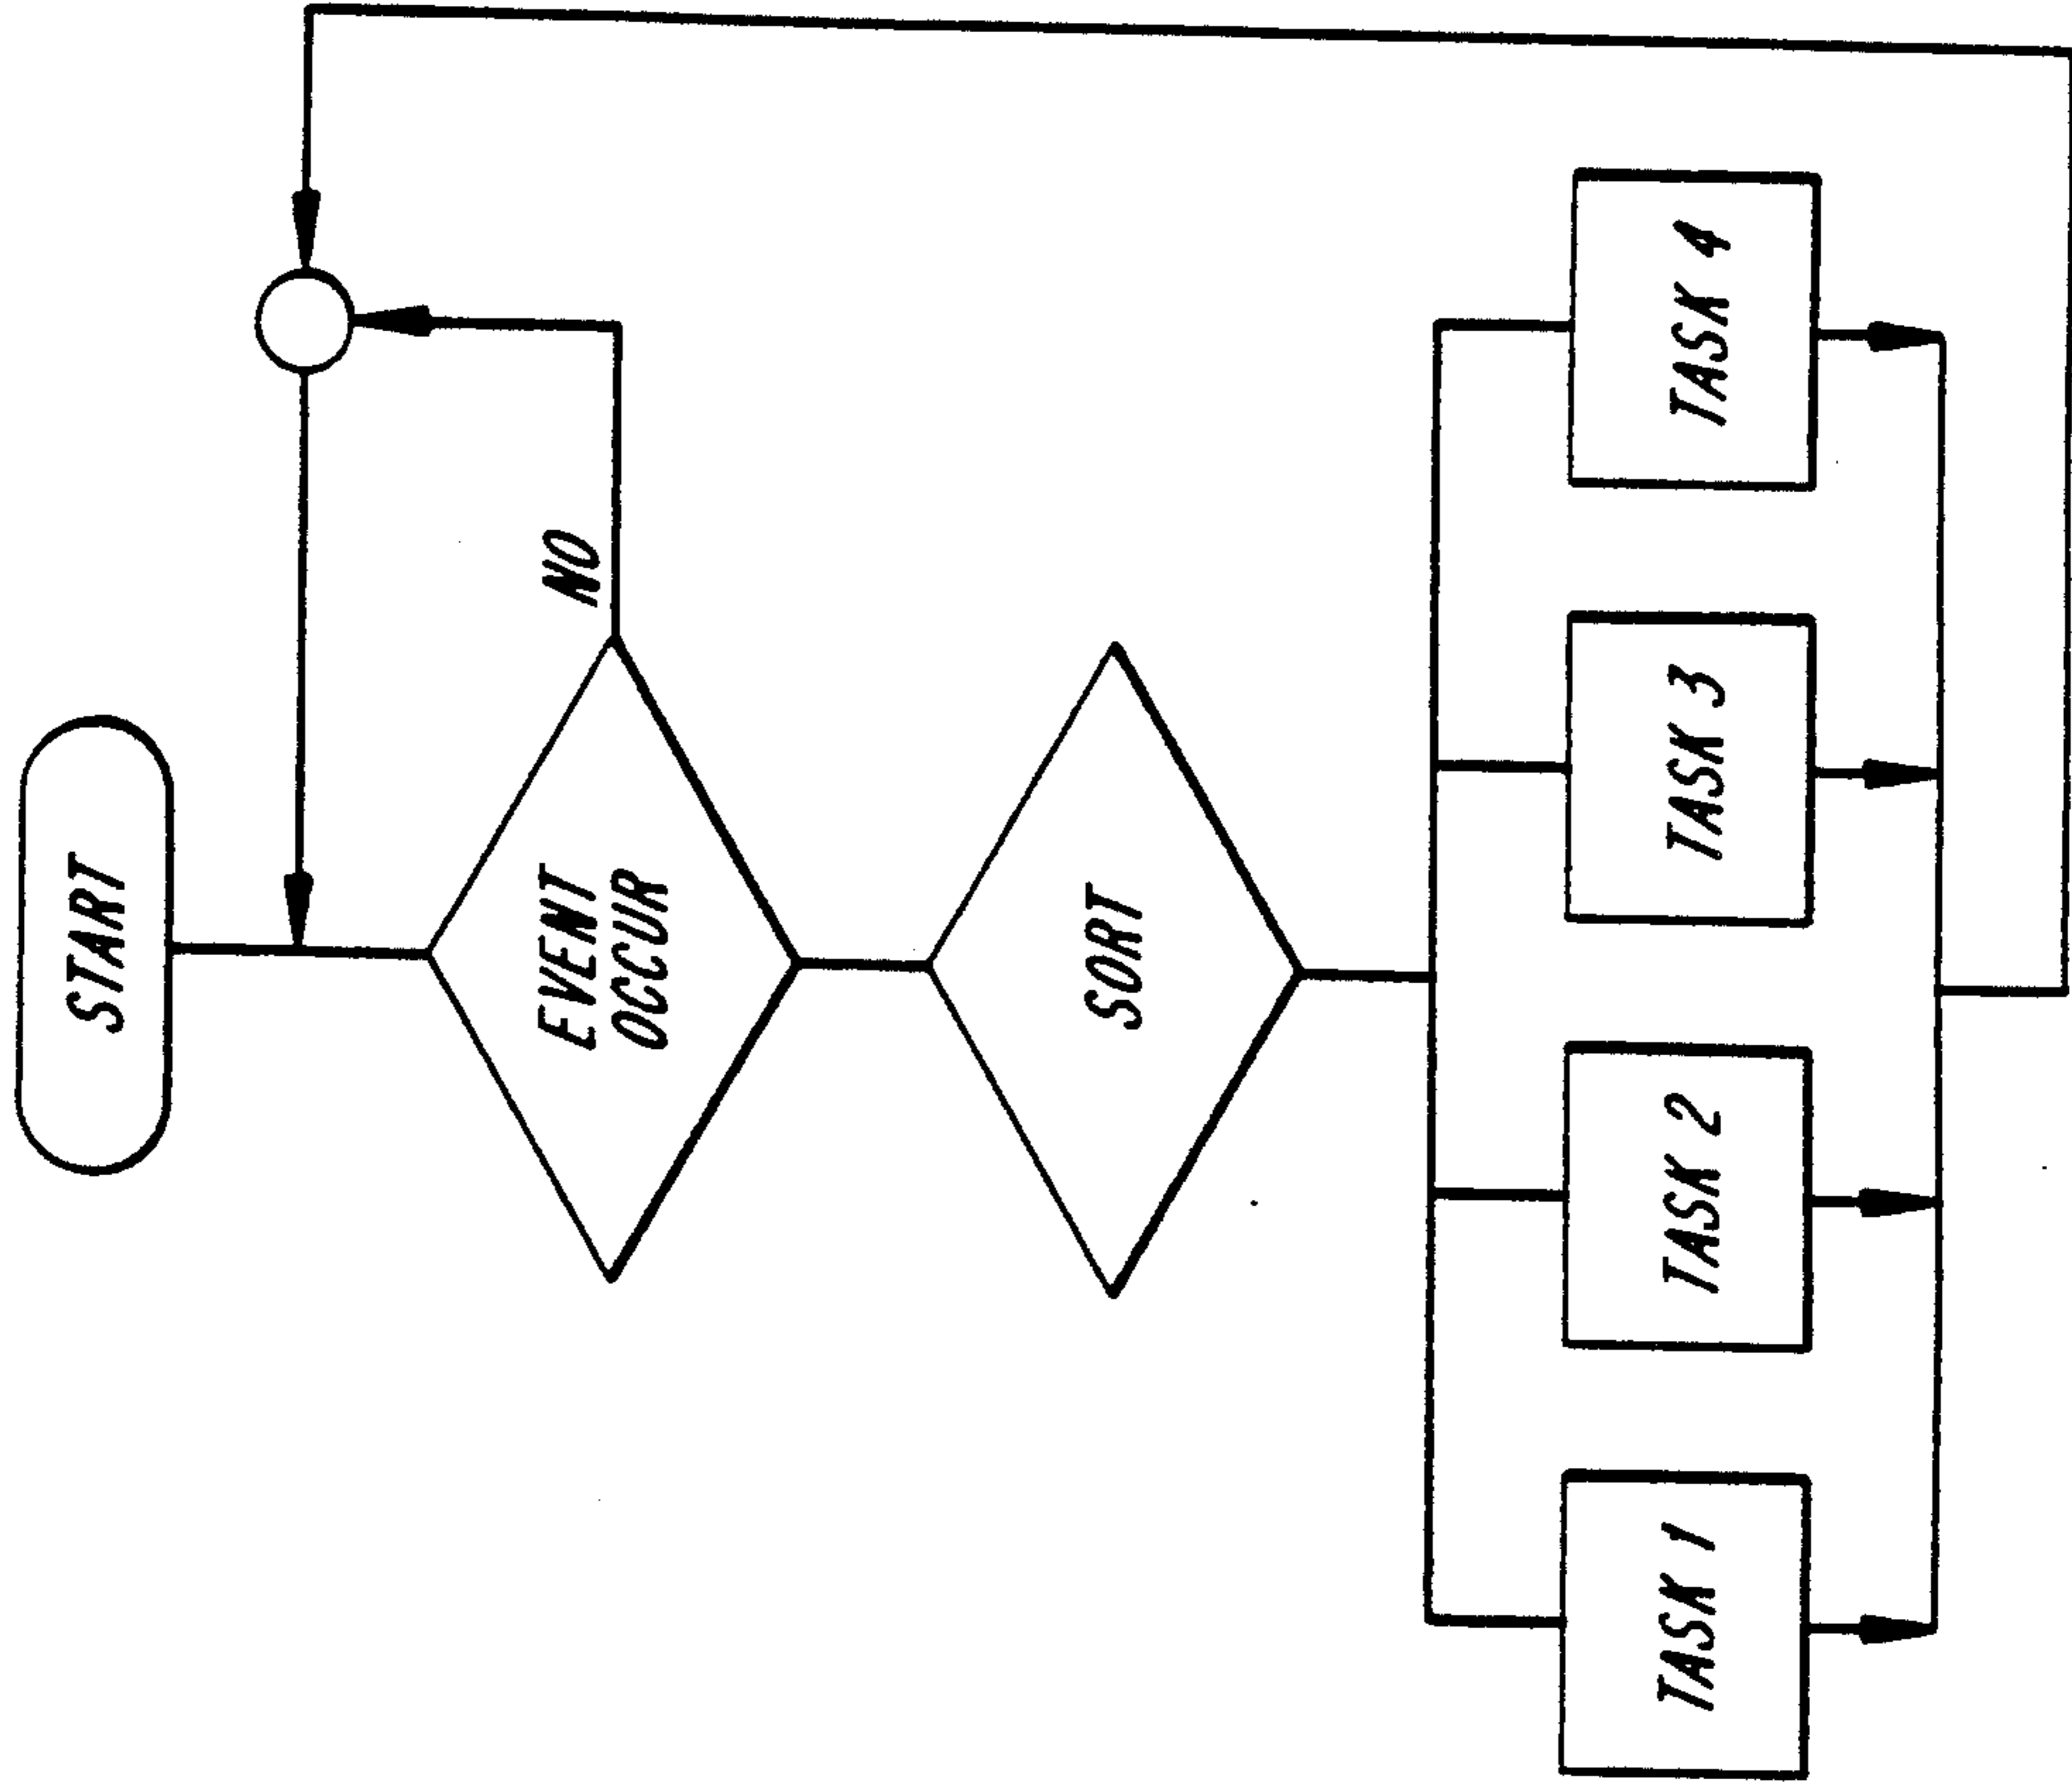 START
NO
EVENT
OCCUR
SORT
TASK 1
TASK 2
TASK 3
TASK 4